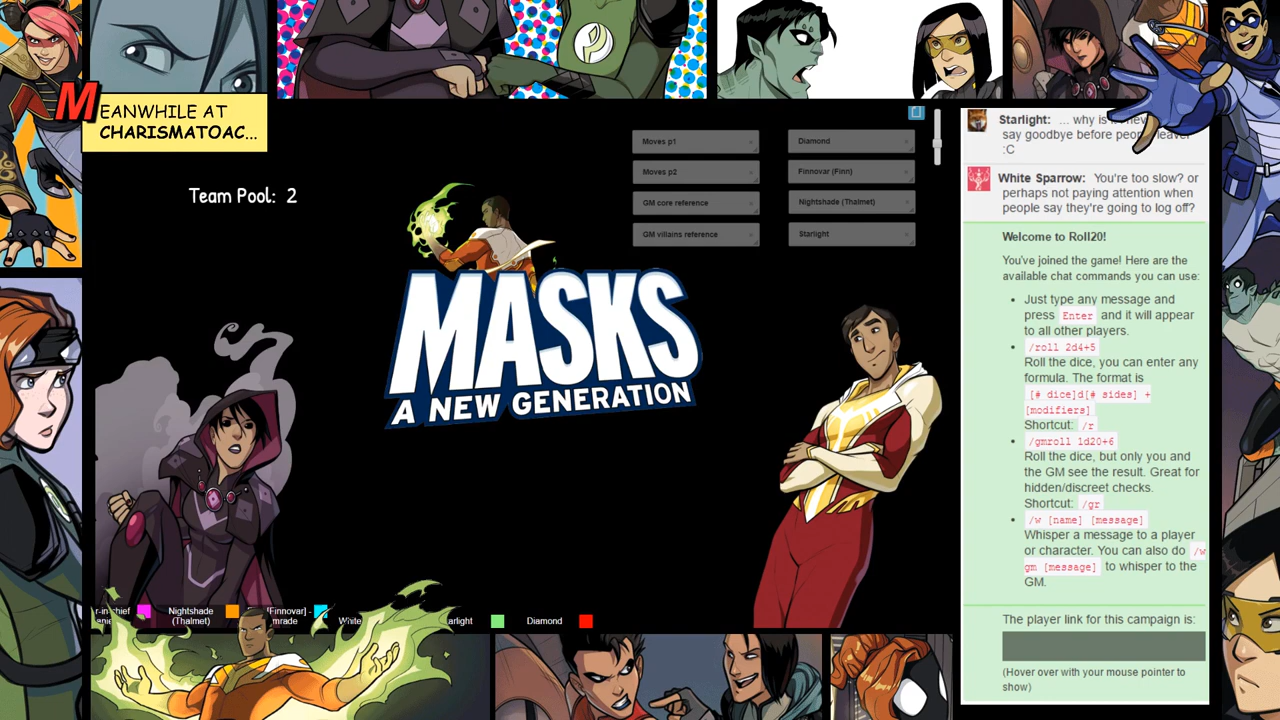 MEANWHILE AT
CHARISMATOAC...
Team Pool: 2
Moves p1
Diamond
Moves p2
Finnovar (Finn)
GM core reference
Nightshade (Thalmet)
GM villains reference
Starlight
MASKS
A NEW GENERATION
Nightshade
(Thalmet)
[Finnovar] -
White
Diamond
Starlight: ... why is
say goodbye before
:C
White Sparrow: You're too slow? or
perhaps not paying attention when
people say they're going to log off?
Welcome to Roll20!
You've joined the game! Here are the
available chat commands you can use:
• Just type any message and
press Enter and it will appear
to all other players.
• /roll 2d4+5
Roll the dice, you can enter any
formula. The format is
[# dice]d[# sides] +
[modifiers]
Shortcut: /r
• /gmroll 1d20+6
Roll the dice, but only you and
the GM see the result. Great for
hidden/discreet checks.
Shortcut: /gr
• /w [name] [message]
Whisper a message to a player
or character. You can also do /w
gm [message] to whisper to the
GM.
The player link for this campaign is:
(Hover over with your mouse pointer to
show)